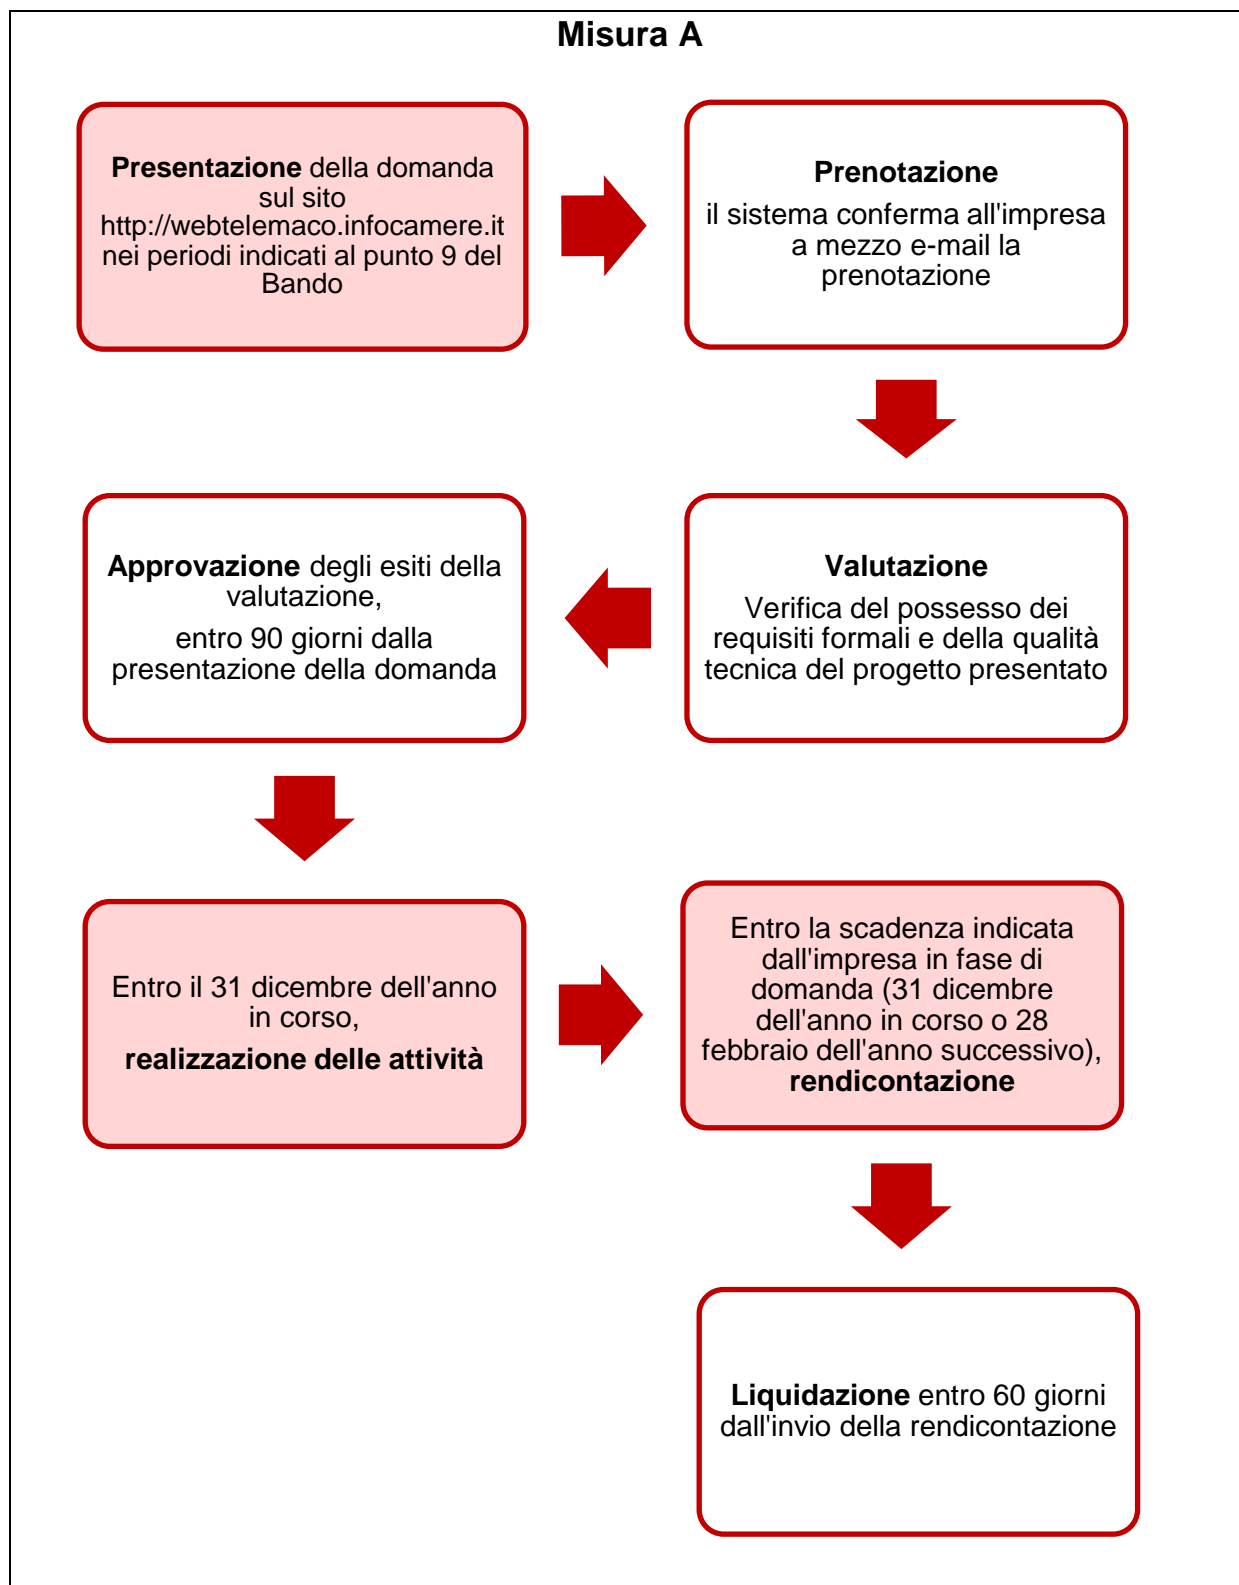 Misura A
Presentazione della domanda
sul sito
http://webtelemaco.infocamere.it
nei periodi indicati al punto 9 del
Bando
Prenotazione
il sistema conferma all'impresa
a mezzo e-mail la
prenotazione
Valutazione
Verifica del possesso dei
requisiti formali e della qualità
tecnica del progetto presentato
Approvazione degli esiti della
valutazione,
entro 90 giorni dalla
presentazione della domanda
Entro il 31 dicembre dell'anno
in corso,
realizzazione delle attività
Entro la scadenza indicata
dall'impresa in fase di
domanda (31 dicembre
dell'anno in corso o 28
febbraio dell'anno successivo),
rendicontazione
Liquidazione entro 60 giorni
dall'invio della rendicontazione